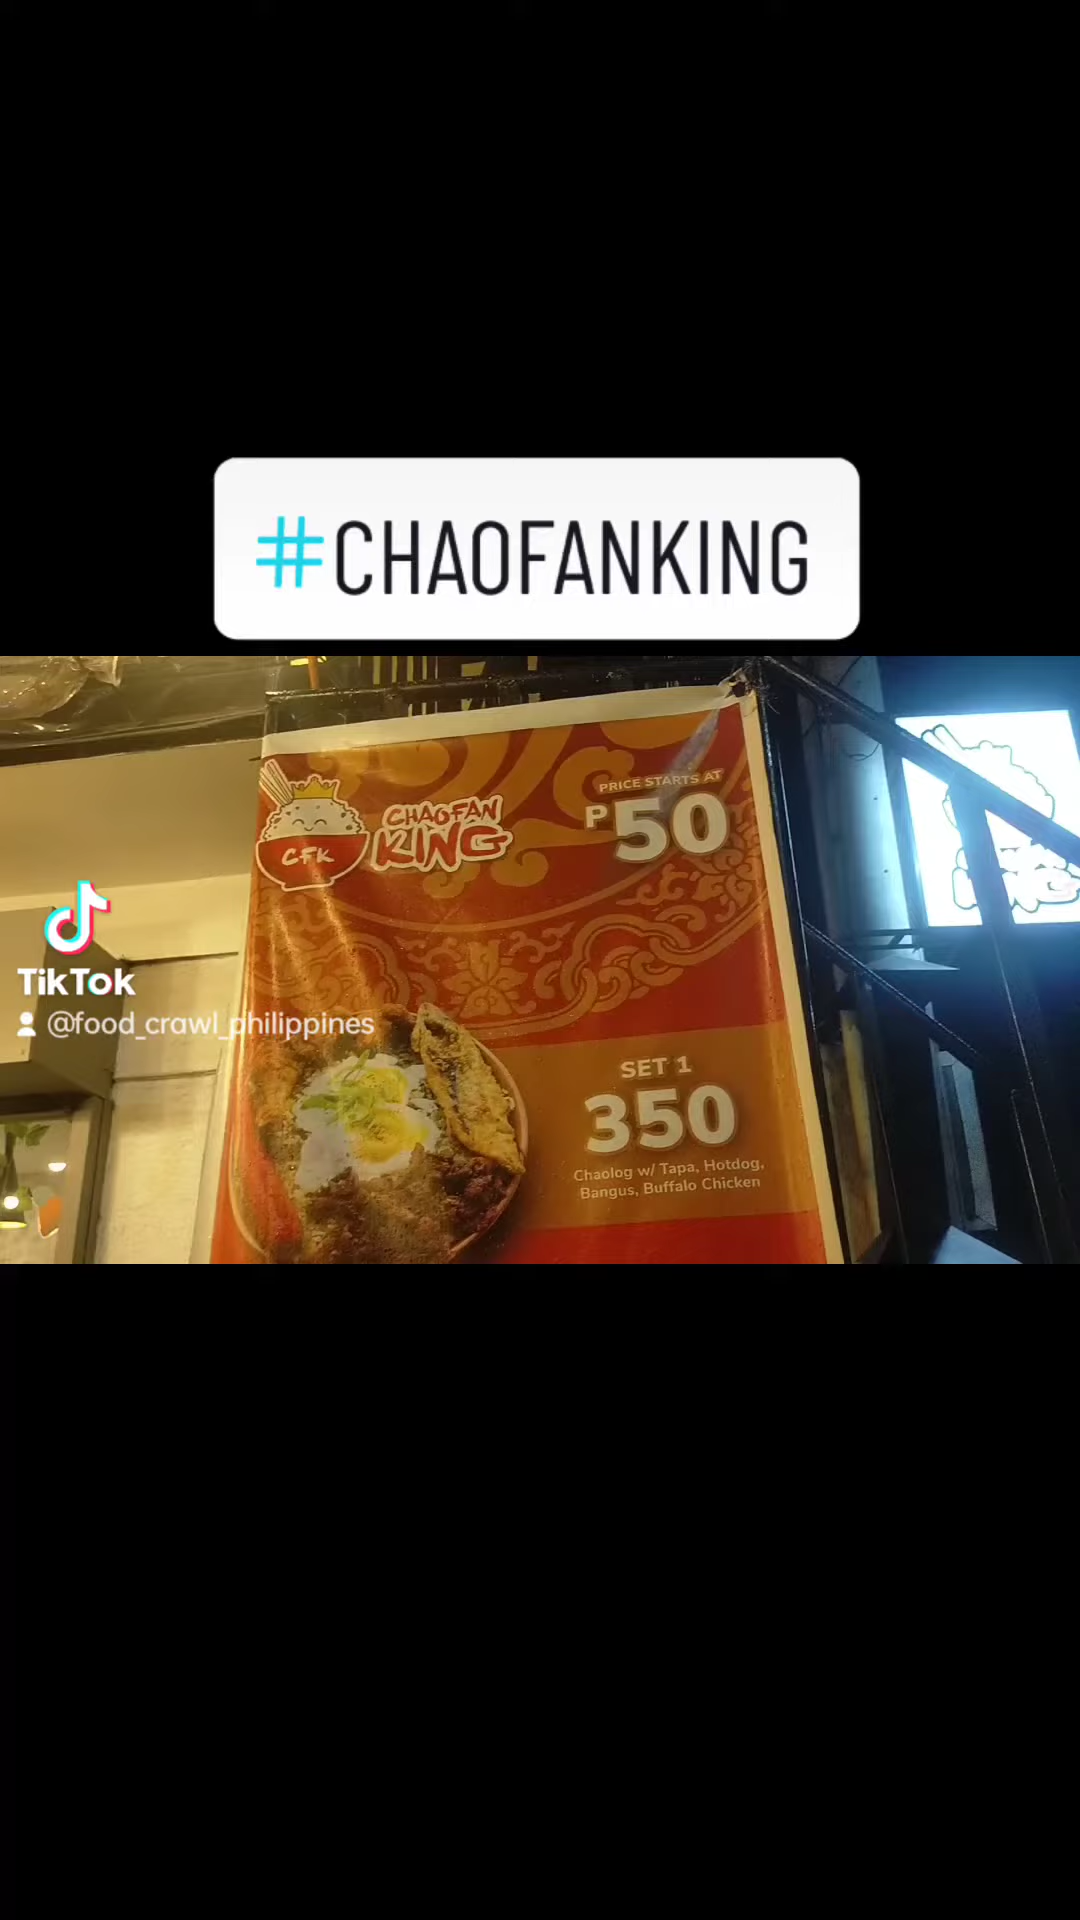 #CHAOFANKING
CHAOFAN
KING
CFK
PRICE STARTS AT
P50
TikTok
@food_crawl_philippines
SET 1
350
Chaolog w/ Tapa, Hotdog,
Bangus, Buffalo Chicken